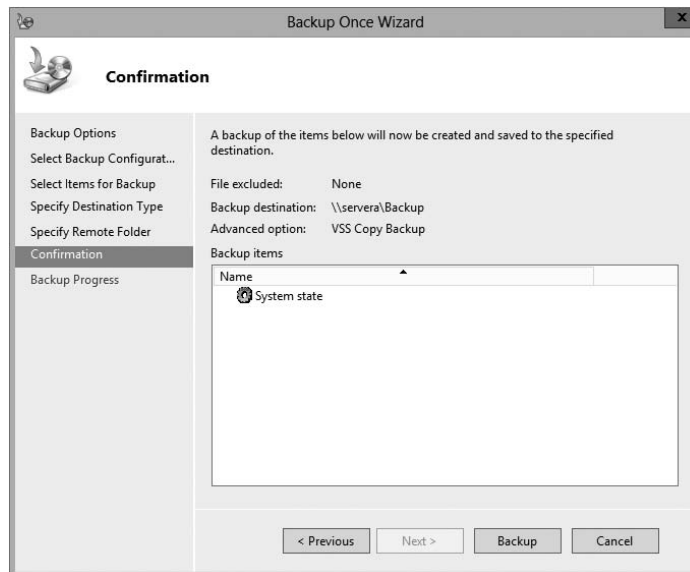 Backup Once Wizard
x
Confirmation
Backup Options
Select Backup Configurat...
Select Items for Backup
Specify Destination Type
Specify Remote Folder
Confirmation
Backup Progress
A backup of the items below will now be created and saved to the specified
destination.
File excluded: None
Backup destination: \\servera\Backup
Advanced option: VSS Copy Backup
Backup items
Name
System state
< Previous Next > Backup Cancel